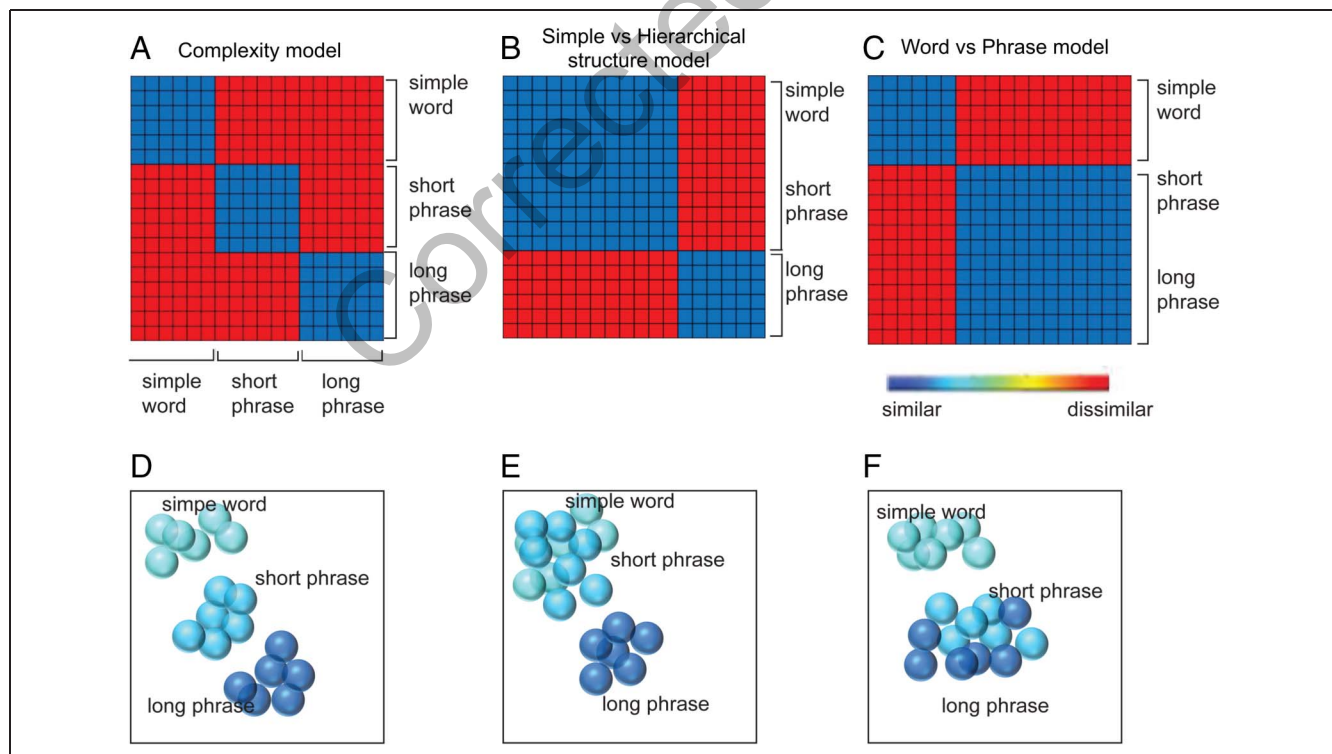 A Complexity model
simple
word
short
phrase
long
phrase
simple
word
short
phrase
long
phrase
B Simple vs Hierarchical
structure model
simple
word
short
phrase
long
phrase
C Word vs Phrase model
simple
word
short
phrase
long
phrase
similar
dissimilar
Corrected
D
simpe word
short phrase
long phrase
E
simple word
short phrase
long phrase
F
simple word
short phrase
long phrase